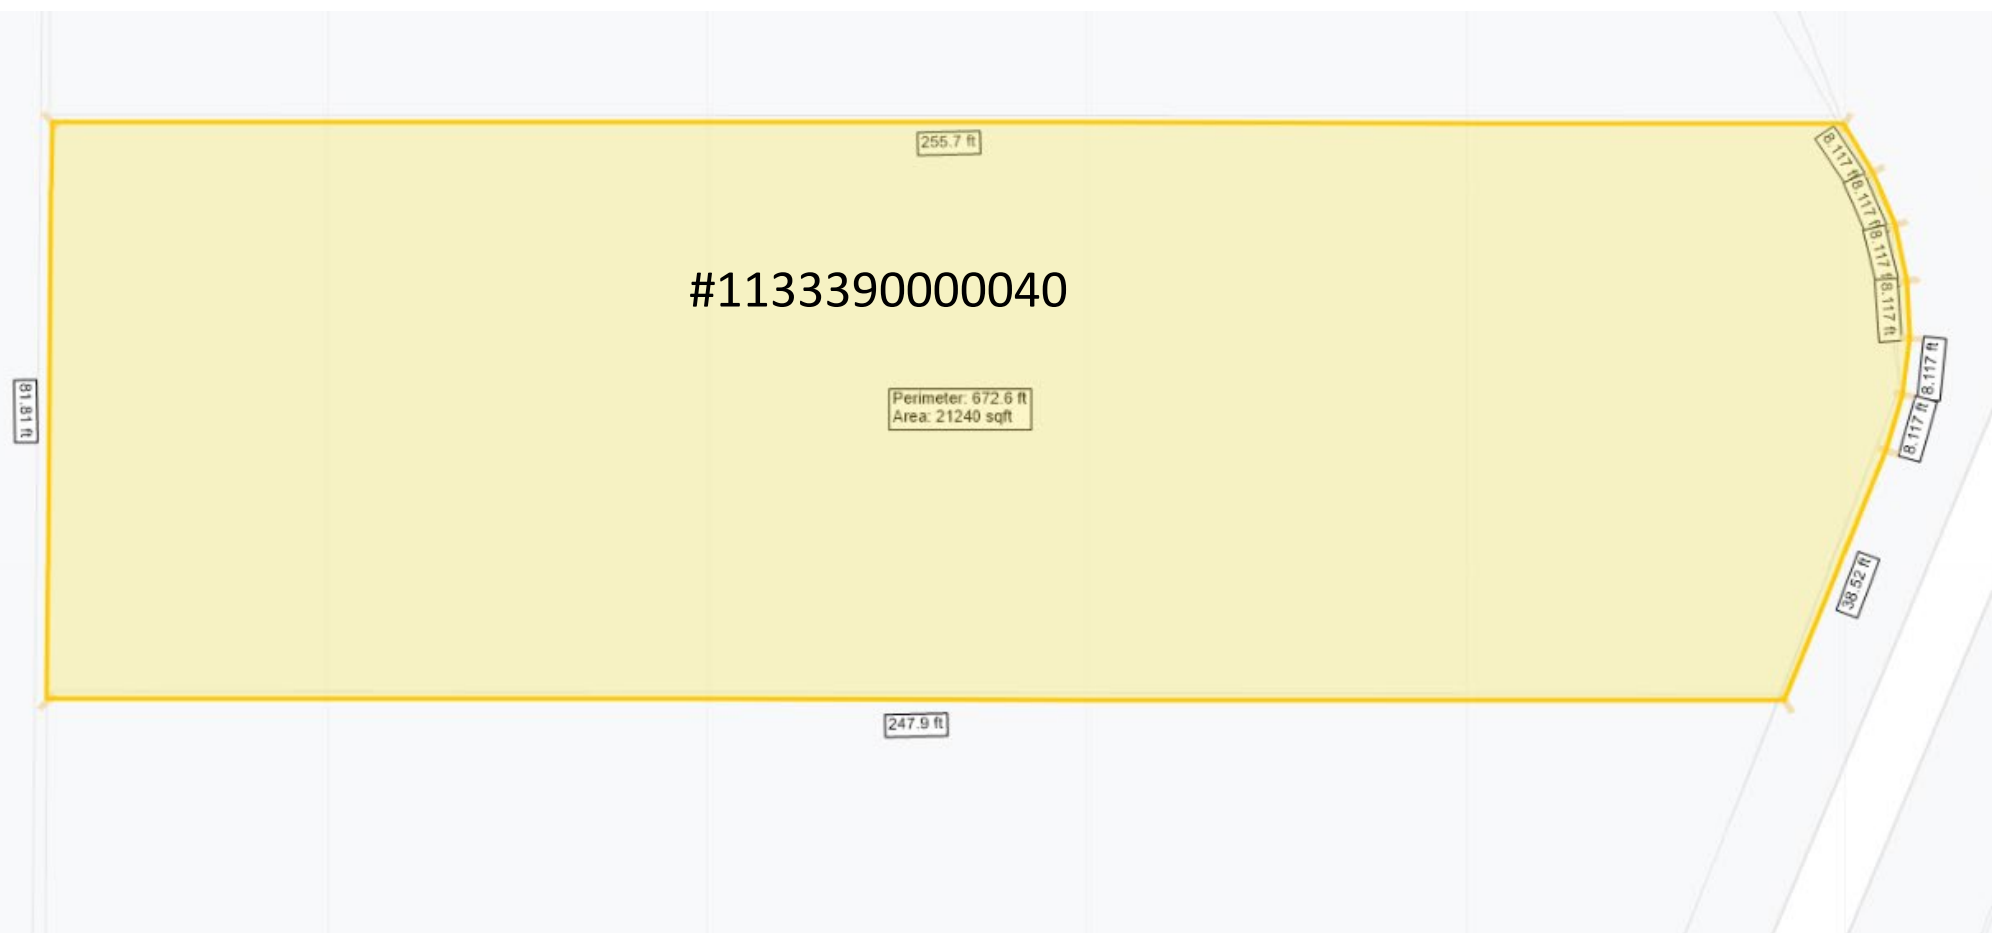 255.7 ft
8.117 ft
8.117 ft
8.117 ft
8.117 ft
#1133390000040
8.117 ft
8.117 ft
81.81 ft
Perimeter: 672.6 ft
Area: 21240 sqft
38.52 ft
247.9 ft